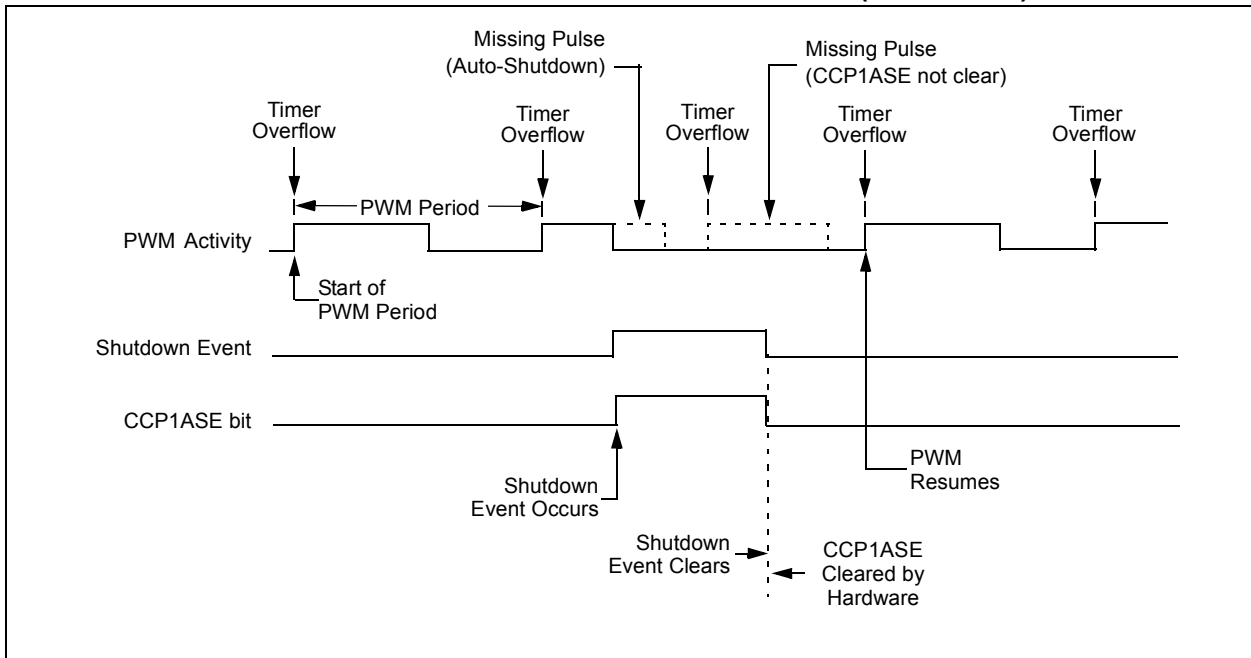 Missing Pulse
(Auto-Shutdown)
Missing Pulse
(CCP1ASE not clear)
Timer
Overflow
Timer
Overflow
Timer
Overflow
Timer
Overflow
Timer
Overflow
PWM Period
PWM Activity
Start of
PWM Period
Shutdown Event
CCP1ASE bit
Shutdown
Event Occurs
PWM
Resumes
Shutdown
Event Clears
CCP1ASE
Cleared by
Hardware